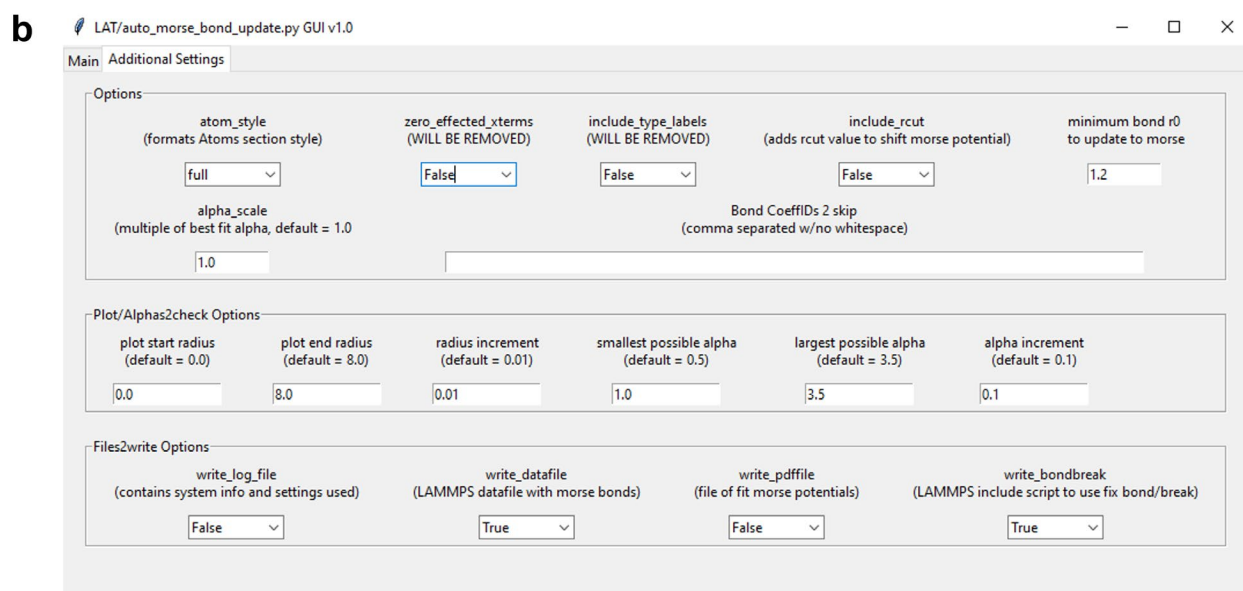 b
LAT/auto_morse_bond_update.py GUI v1.0
Main Additional Settings
Options
atom_style
(formats Atoms section style)
zero_effected_xterms
(WILL BE REMOVED)
include_type_labels
(WILL BE REMOVED)
include_rcut
(adds rcut value to shift morse potential)
minimum bond r0
to update to morse
full
False
False
False
1.2
alpha_scale
(multiple of best fit alpha, default = 1.0
Bond CoeffIDs 2 skip
(comma separated w/no whitespace)
1.0
Plot/Alphas2check Options
plot start radius
(default = 0.0)
plot end radius
(default = 8.0)
radius increment
(default = 0.01)
smallest possible alpha
(default = 0.5)
largest possible alpha
(default = 3.5)
alpha increment
(default = 0.1)
0.0
8.0
0.01
1.0
3.5
0.1
Files2write Options
write_log_file
(contains system info and settings used)
write_datafile
(LAMMPS datafile with morse bonds)
write_pdffile
(file of fit morse potentials)
write_bondbreak
(LAMMPS include script to use fix bond/break)
False
True
False
True